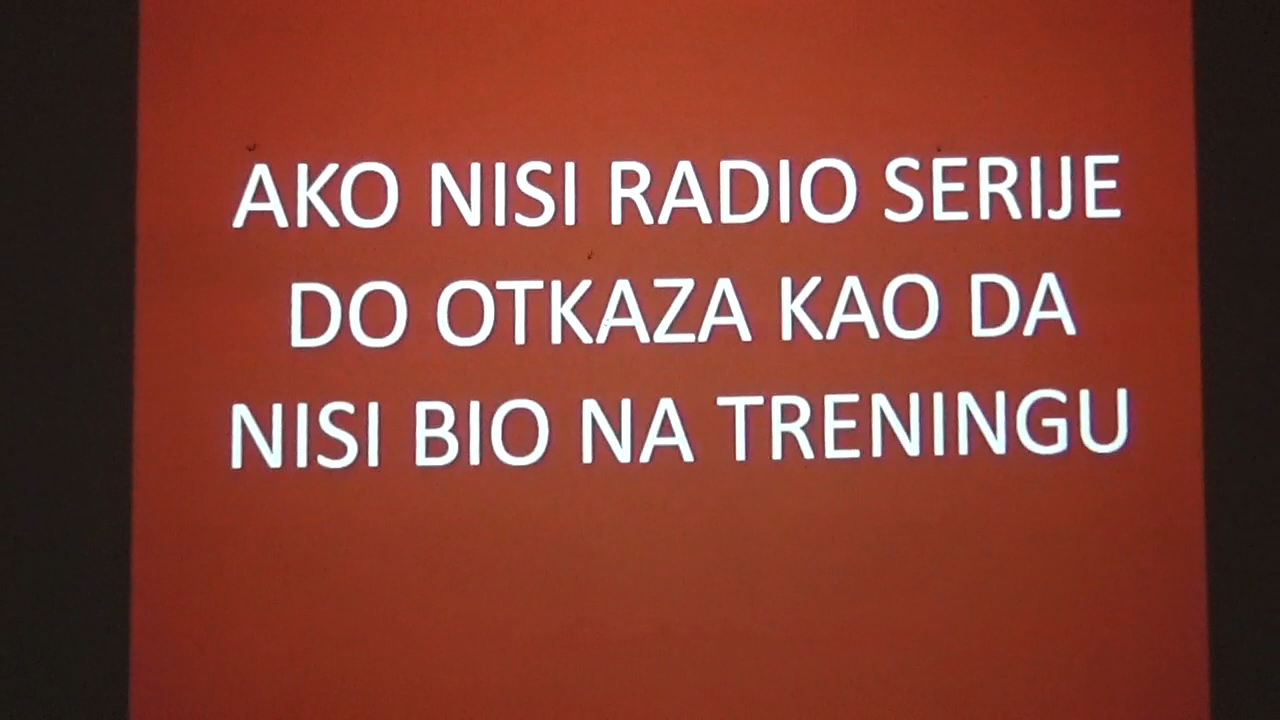 AKO NISI RADIO SERIJE
DO OTKAZA KAO DA
NISI BIO NA TRENINGU